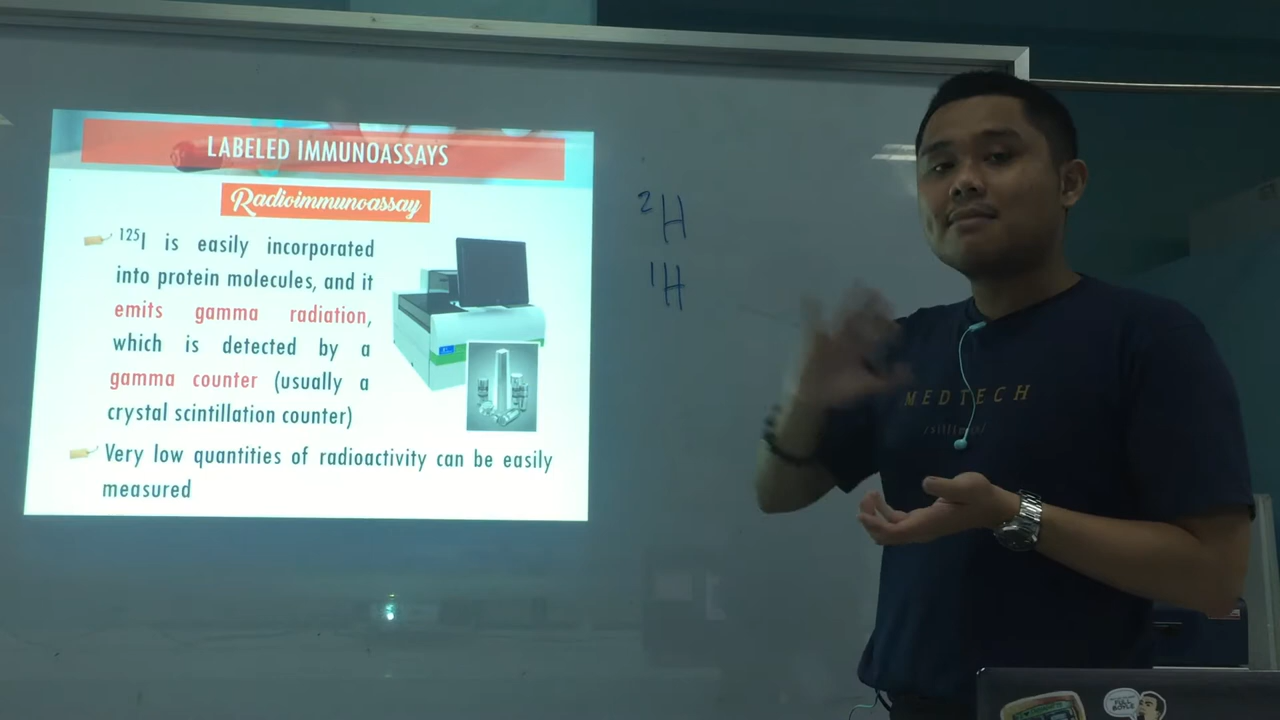 LABELED IMMUNOASSAYS
Radioimmunoassay
¹²⁵I is easily incorporated
into protein molecules, and it
emits gamma radiation,
which is detected by a
gamma counter (usually a
crystal scintillation counter)
Very low quantities of radioactivity can be easily
measured
²H
¹H
MEDTECH